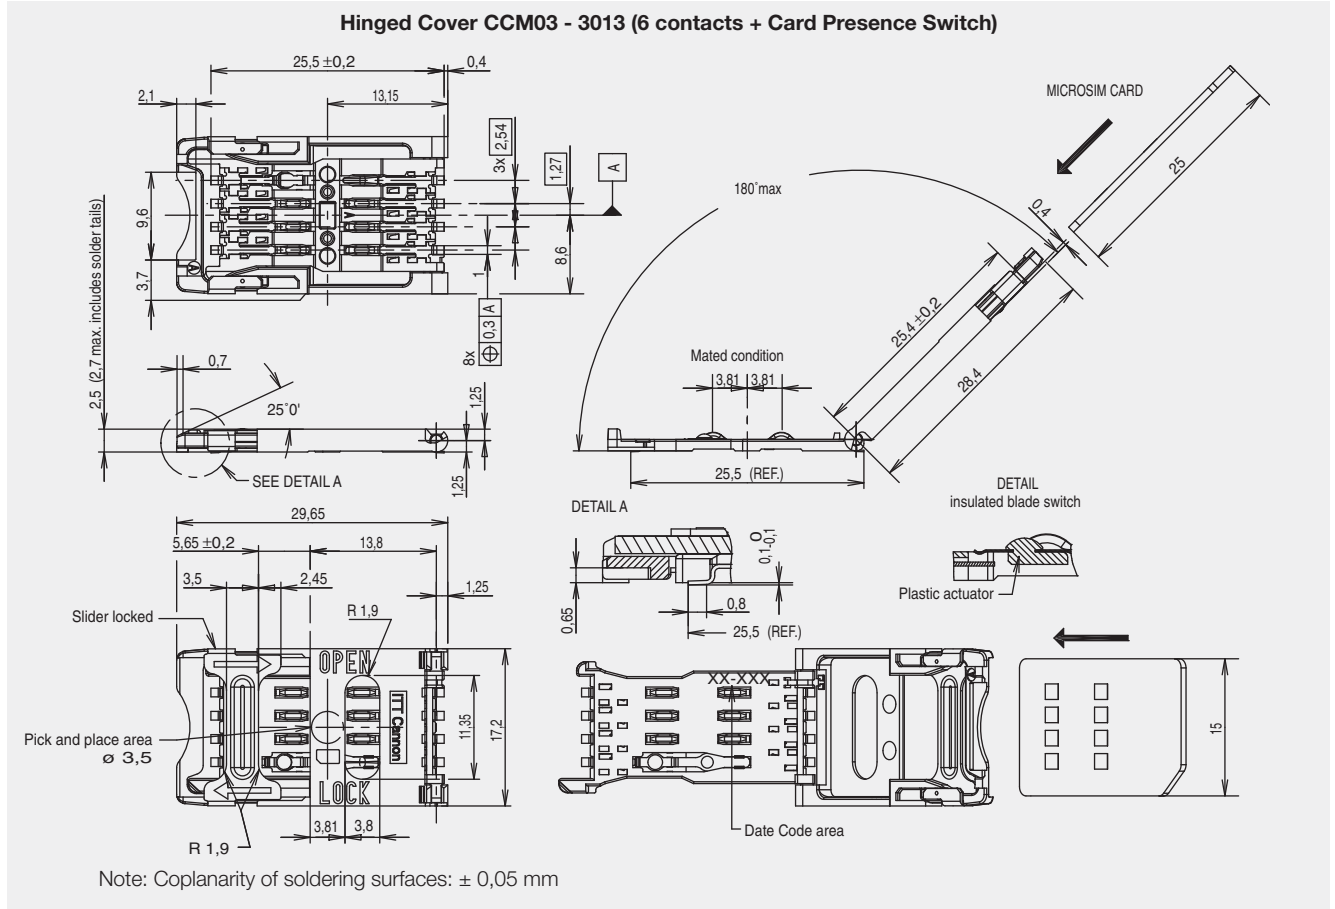 Hinged Cover CCM03 - 3013 (6 contacts + Card Presence Switch)
25,5 ±0,2
0,4
2,1
13,15
3x 2,54
1,27
A
9,6
3,7
8,6
1
8x
0,3 A
A
A
2,5 (2,7 max. includes solder tails)
0,7
25°0'
1,25
1,25
SEE DETAIL A
MICROSIM CARD
25
180°max
0,4
25,4 ±0,2
28,4
Mated condition
3,81 3,81
25,5 (REF.)
29,65
5,65 ±0,2
13,8
3,5
2,45
1,25
Slider locked
R 1,9
OPEN
ITT Cannon
11,35
17,2
Pick and place area
ø 3,5
LOCK
3,81
3,8
R 1,9
DETAIL A
0
0,1-0,1
0,65
0,8
25,5 (REF.)
DETAIL
insulated blade switch
Plastic actuator
XX-XXX
15
Date Code area
Note: Coplanarity of soldering surfaces: ± 0,05 mm